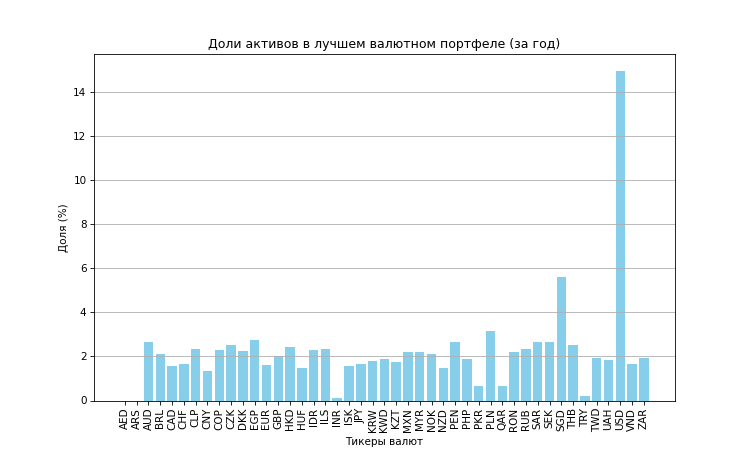 Доли активов в лучшем валютном портфеле (за год)
Доля (%)
14
12
10
8
6
4
2
0
AED ARS AUD BRL CAD CHF CLP CNY COP CZK DKK EGP EUR GBP HKD HUF IDR ILS INR ISK JPY KRW KWD KZT MXN MYR NOK NZD PEN PHP PKR PLN QAR RON RUB SAR SEK SGD THB TRY TWD UAH USD VND ZAR
Тикеры валют